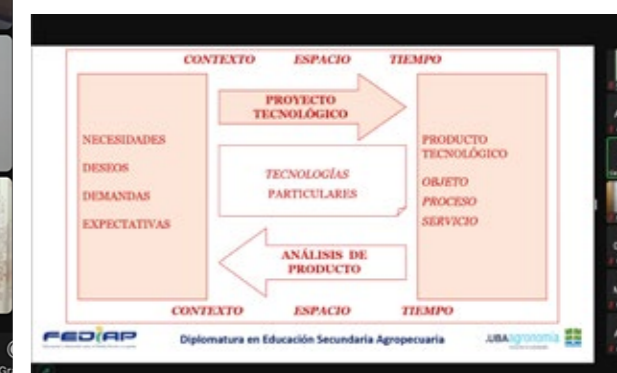 CONTEXTO ESPACIO TIEMPO
PROYECTO
TECNOLÓGICO
NECESIDADES
DESEOS
DEMANDAS
EXPECTATIVAS
TECNOLOGÍAS
PARTICULARES
PRODUCTO
TECNOLÓGICO
OBJETO
PROCESO
SERVICIO
ANÁLISIS DE
PRODUCTO
CONTEXTO ESPACIO TIEMPO
FEDIAP
Diplomatura en Educación Secundaria Agropecuaria
.UBAagronomía